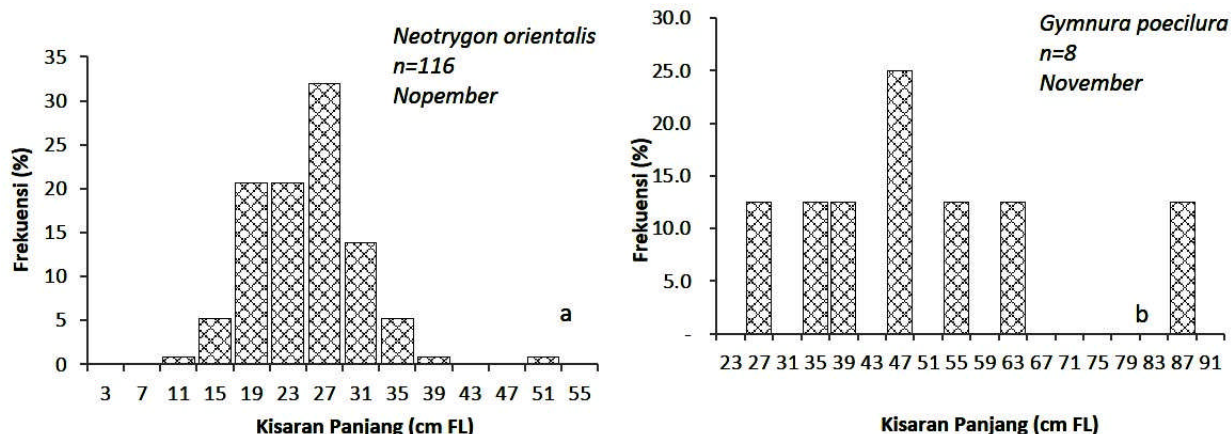 Neotrygon orientalis
n=116
Nopember
35
30
25
20
15
10
5
0
Frekuensi (%)
a
3 7 11 15 19 23 27 31 35 39 43 47 51 55
Kisaran Panjang (cm FL)
Gymnura poecilura
n=8
November
30.0
25.0
20.0
15.0
10.0
5.0
-
Frekuensi (%)
b
23 27 31 35 39 43 47 51 55 59 63 67 71 75 79 83 87 91
Kisaran Panjang (cm FL)